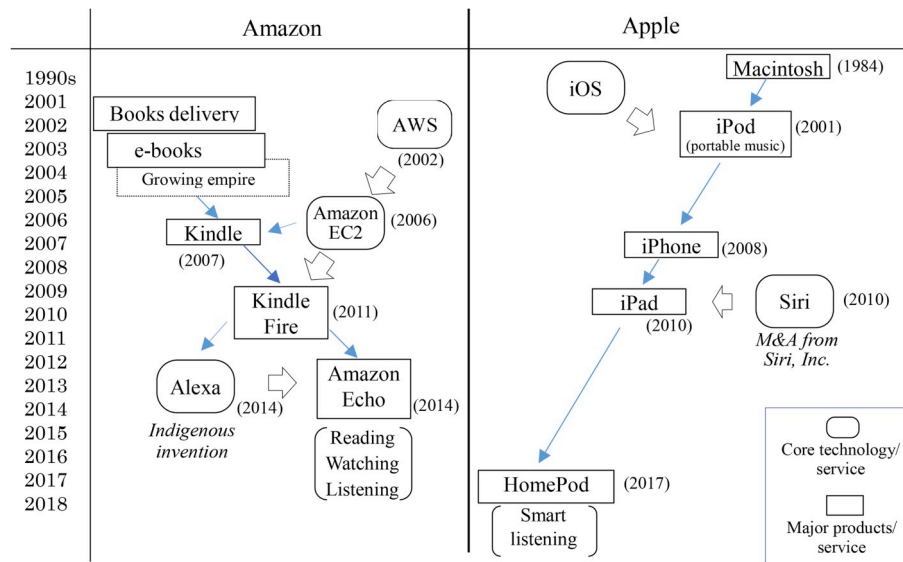 Amazon
Apple
1990s
2001
2002
2003
2004
2005
2006
2007
2008
2009
2010
2011
2012
2013
2014
2015
2016
2017
2018
Books delivery
e-books
Growing empire
AWS
(2002)
Kindle
(2007)
Amazon
EC2
(2006)
Kindle
Fire
(2011)
Alexa
(2014)
Indigenous
invention
Amazon
Echo
(2014)
Reading
Watching
Listening
Macintosh
(1984)
iOS
iPod
(portable music)
(2001)
iPhone
(2008)
iPad
(2010)
Siri
(2010)
M&A from
Siri, Inc.
HomePod
(2017)
Smart
listening
Core technology/
service
Major products/
service